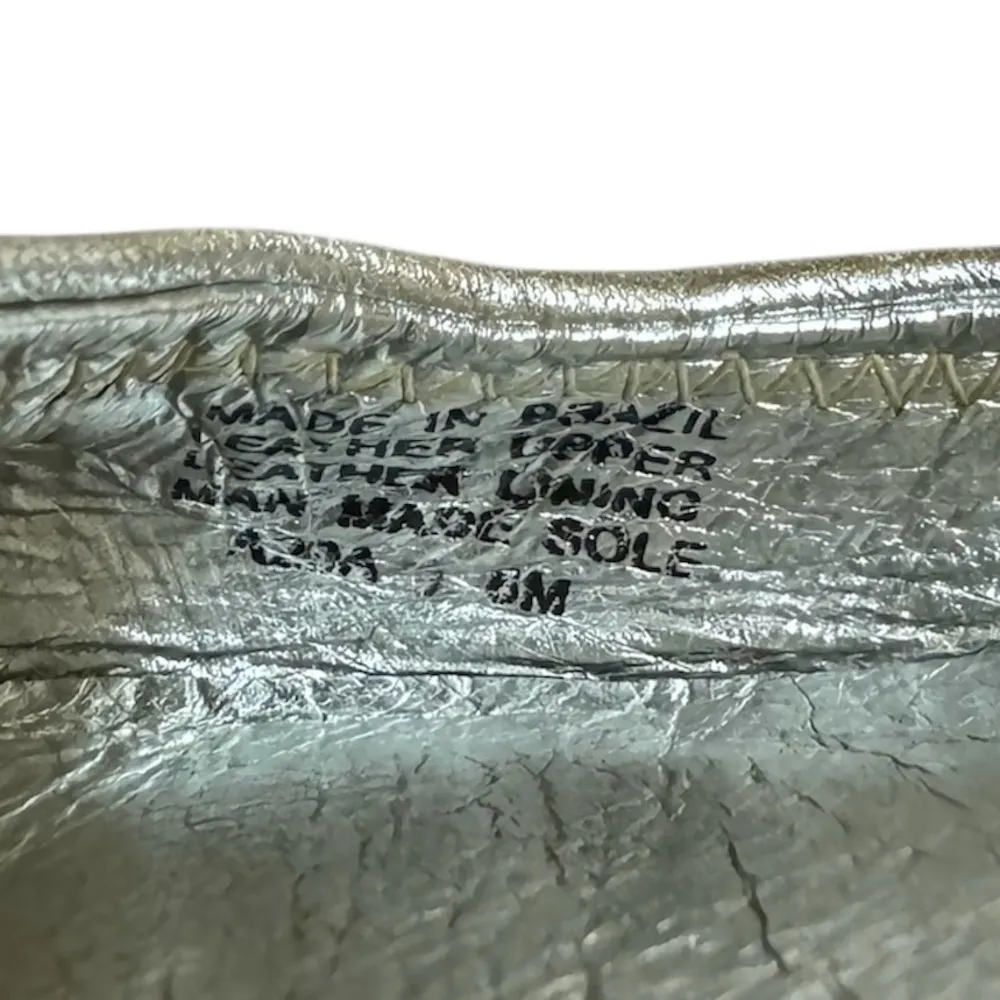 MADE IN BRAZIL
LEATHER UPPER
LEATHER LINING
MAN MADE SOLE